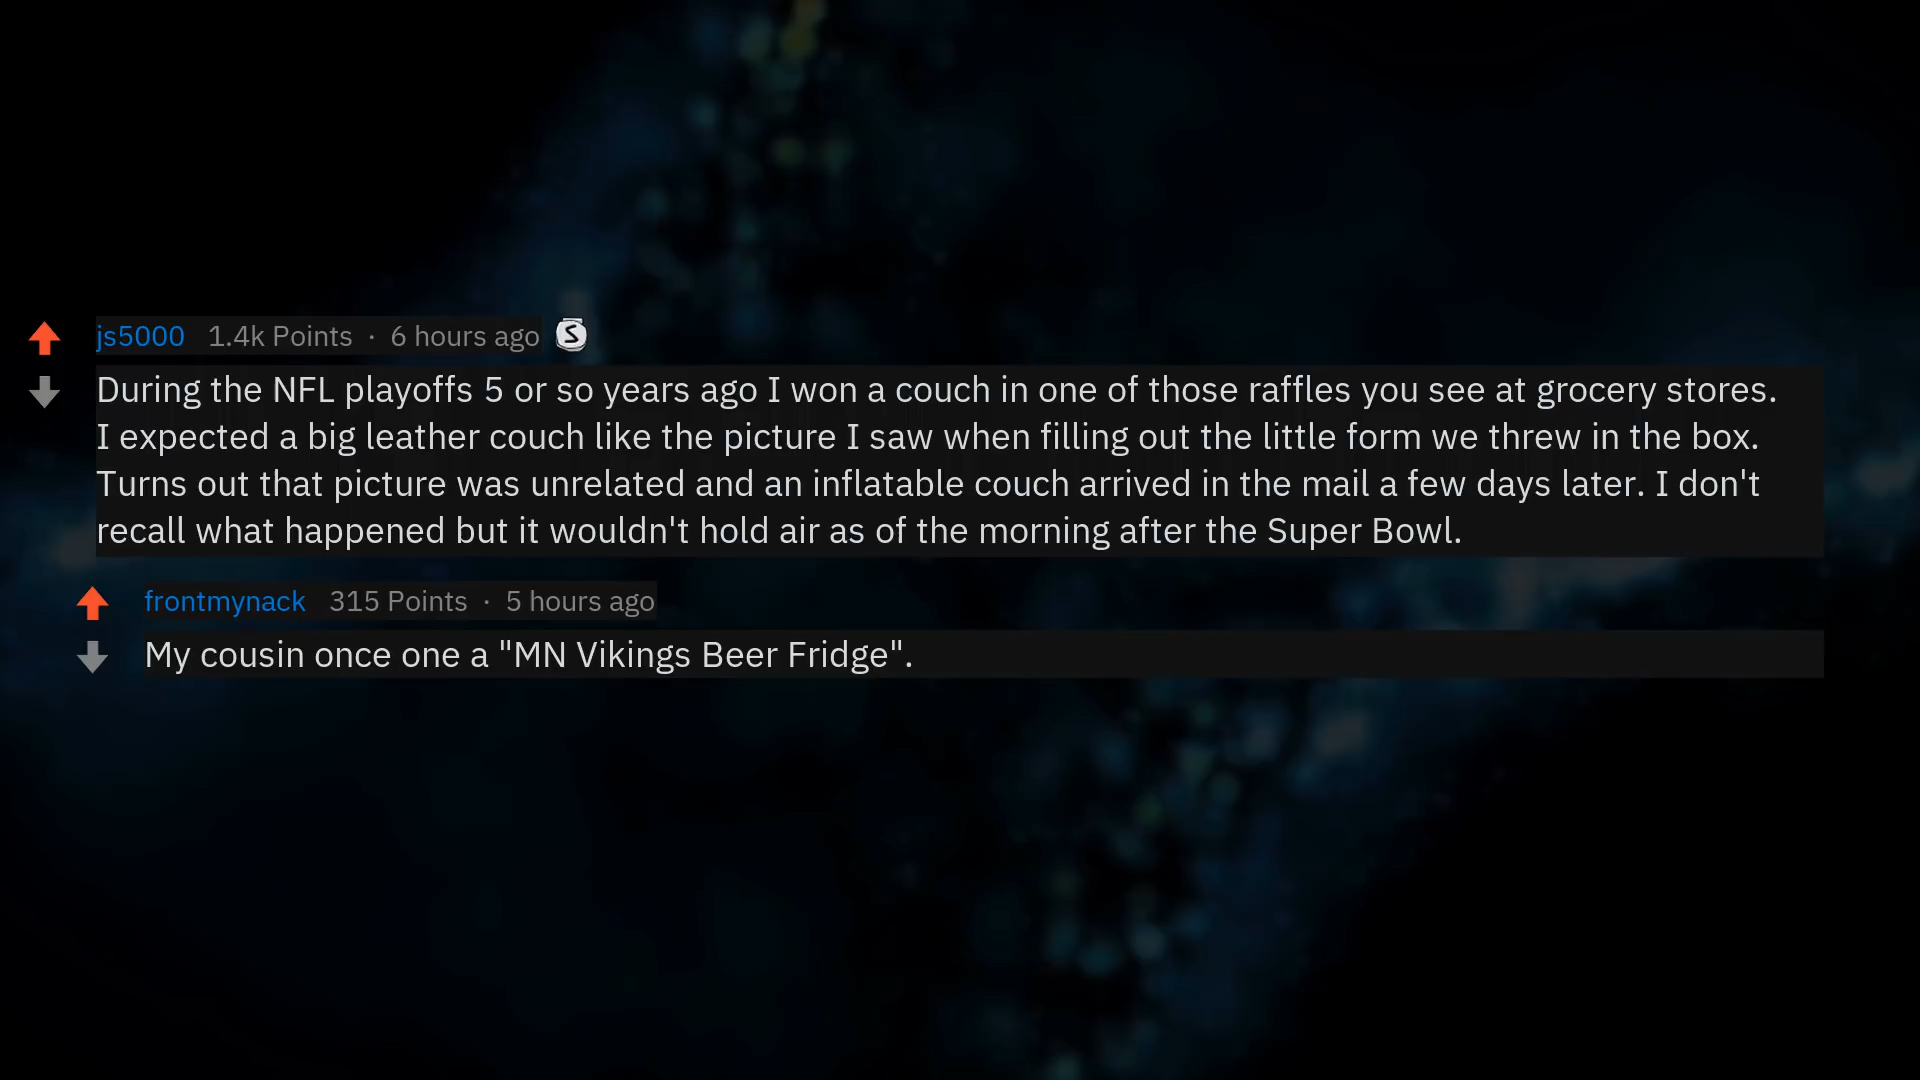 js5000 1.4k Points · 6 hours ago S
During the NFL playoffs 5 or so years ago I won a couch in one of those raffles you see at grocery stores.
I expected a big leather couch like the picture I saw when filling out the little form we threw in the box.
Turns out that picture was unrelated and an inflatable couch arrived in the mail a few days later. I don't
recall what happened but it wouldn't hold air as of the morning after the Super Bowl.
frontmynack 315 Points · 5 hours ago
My cousin once one a "MN Vikings Beer Fridge".